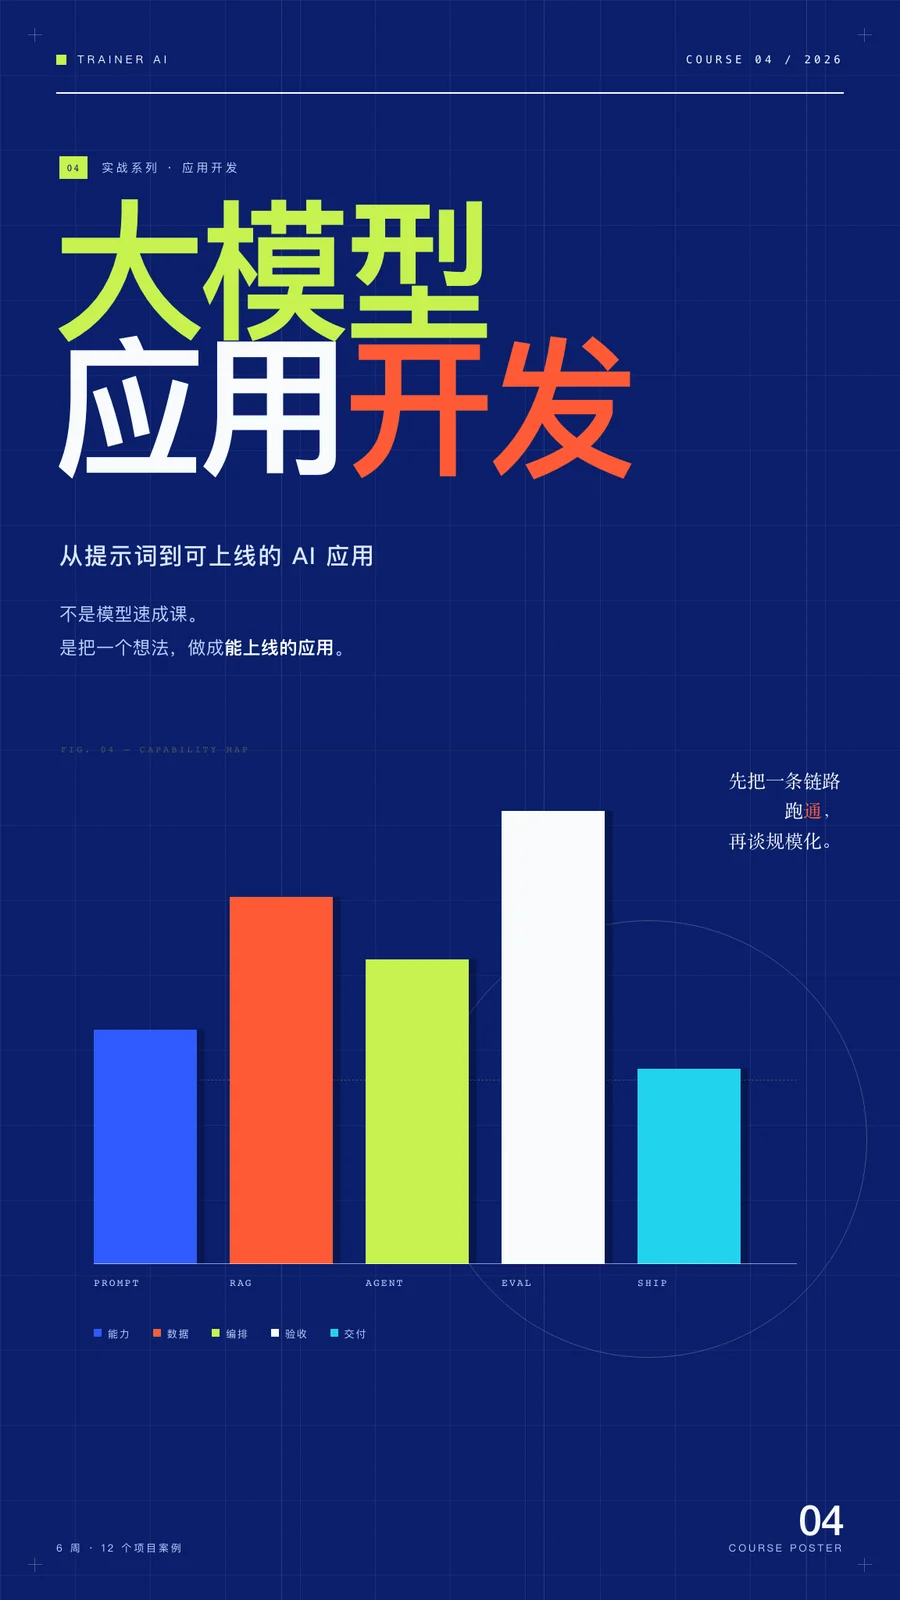 TRAINER AI
COURSE 04 / 2026
04 实战系列 · 应用开发
大模型
应用开发
从提示词到可上线的 AI 应用
不是模型速成课。
是把一个想法，做成能上线的应用。
FIG. 04 — CAPABILITY MAP
先把一条链路
跑通，
再谈规模化。
PROMPT RAG AGENT EVAL SHIP
能力 数据 编排 验收 交付
04
6 周 · 12 个项目案例
COURSE POSTER